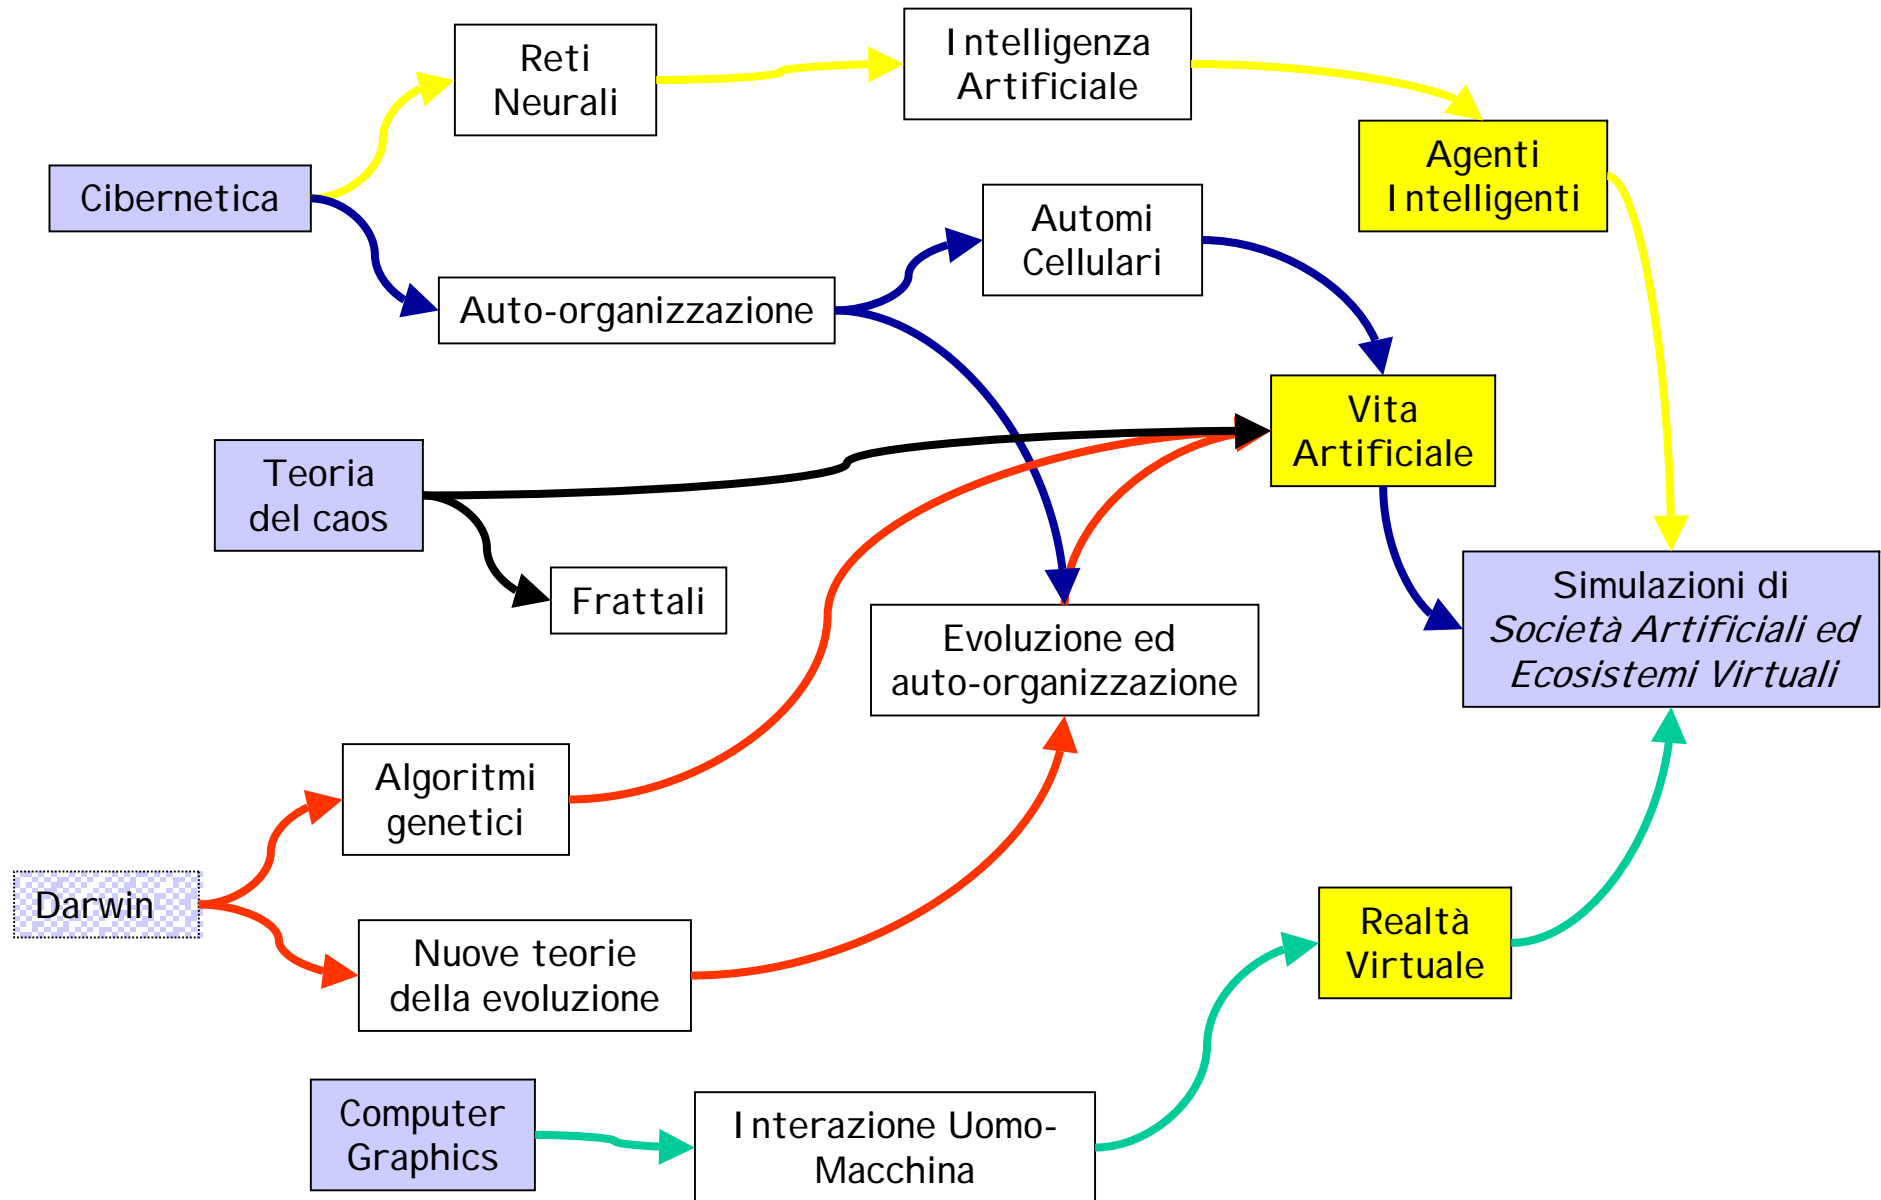 Reti
Neurali
Intelligenza
Artificiale
Agenti
Intelligenti
Cibernetica
Automi
Cellulari
Auto-organizzazione
Vita
Artificiale
Teoria
del caos
Frattali
Simulazioni di
Società Artificiali ed
Ecosistemi Virtuali
Evoluzione ed
auto-organizzazione
Algoritmi
genetici
Darwin
Nuove teorie
della evoluzione
Realtà
Virtuale
Computer
Graphics
Interazione Uomo-
Macchina